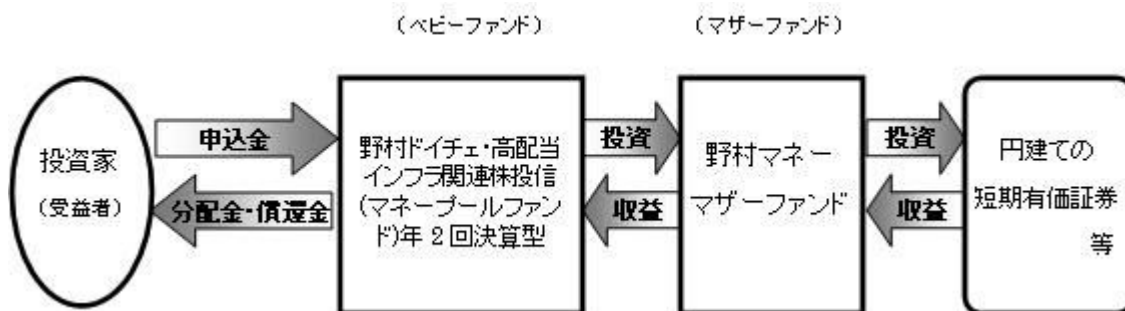 (ベビーファンド)
(マザーファンド)
投資家
(受益者)
申込金
分配金・償還金
野村ドイチェ・高配当
インフラ関連株投信
(マネープールファン
ド)年2回決算型
投資
収益
野村マネー
マザーファンド
投資
収益
円建ての
短期有価証券
等